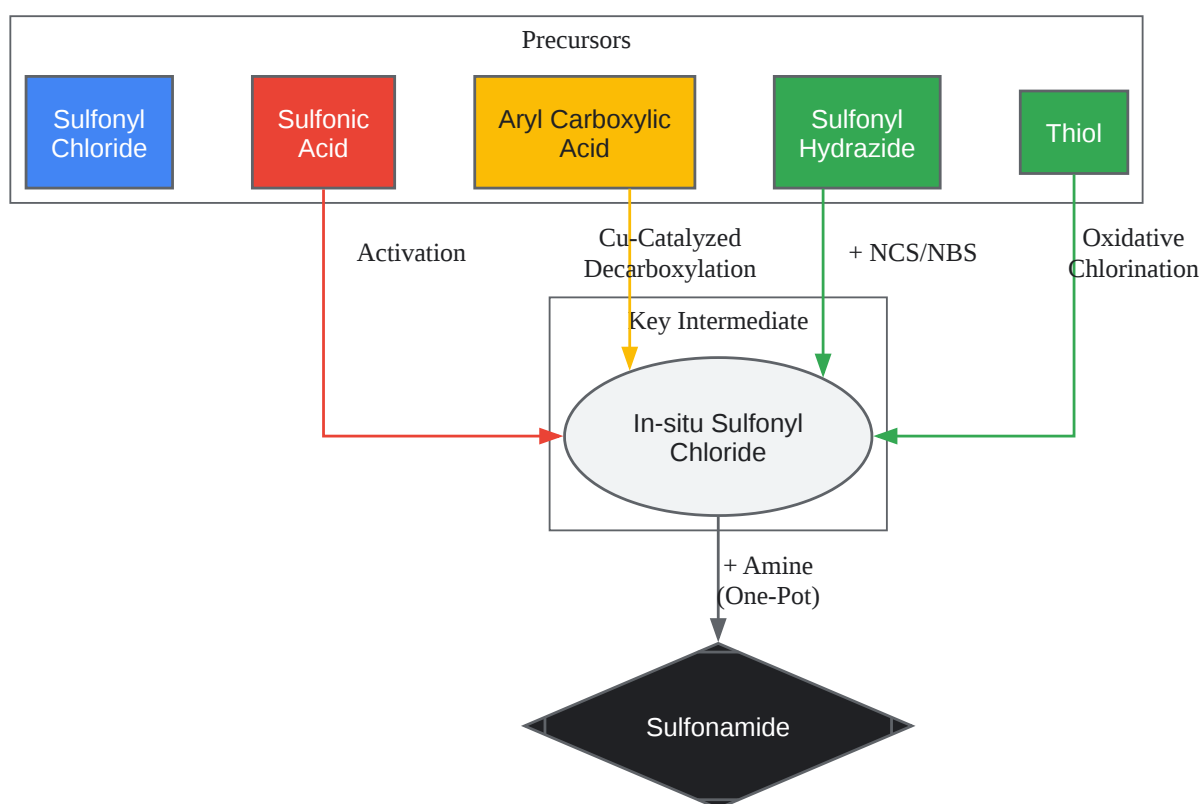 Precursors
Sulfonyl
Chloride
Sulfonic
Acid
Aryl Carboxylic
Acid
Sulfonyl
Hydrazide
Thiol
Activation
Cu-Catalyzed
Decarboxylation
+ NCS/NBS
Oxidative
Chlorination
Key Intermediate
In-situ Sulfonyl
Chloride
+ Amine
(One-Pot)
Sulfonamide